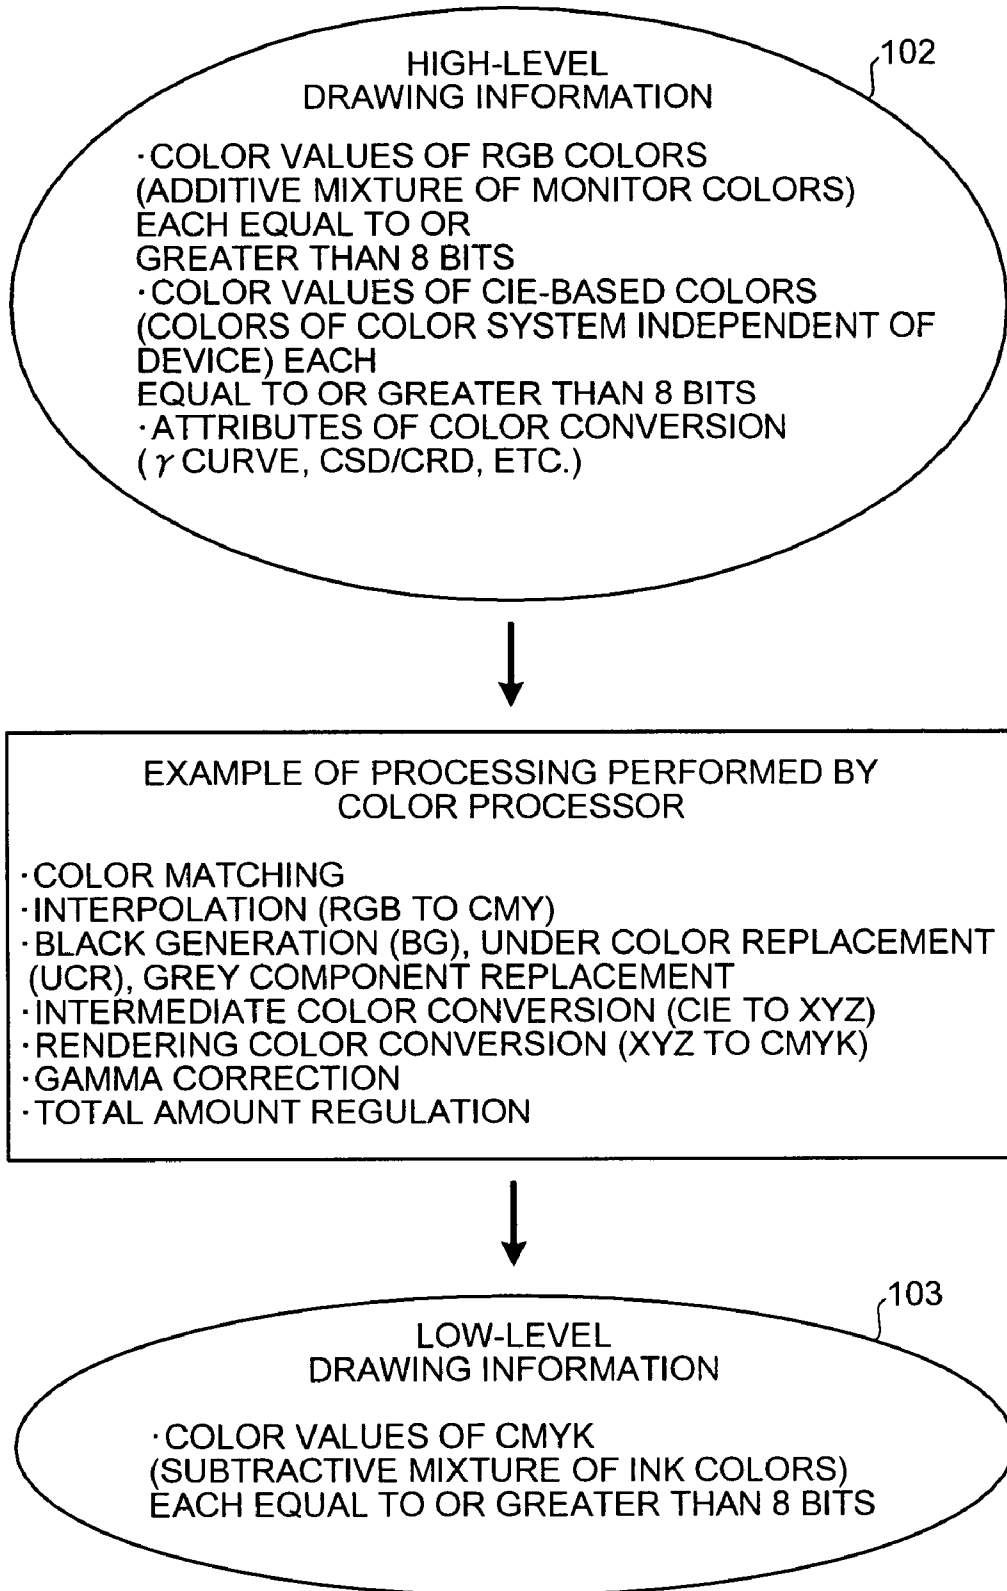 102
HIGH-LEVEL
DRAWING INFORMATION
·COLOR VALUES OF RGB COLORS
(ADDITIVE MIXTURE OF MONITOR COLORS)
EACH EQUAL TO OR
GREATER THAN 8 BITS
·COLOR VALUES OF CIE-BASED COLORS
(COLORS OF COLOR SYSTEM INDEPENDENT OF
DEVICE) EACH
EQUAL TO OR GREATER THAN 8 BITS
·ATTRIBUTES OF COLOR CONVERSION
(γ CURVE, CSD/CRD, ETC.)
EXAMPLE OF PROCESSING PERFORMED BY
COLOR PROCESSOR
·COLOR MATCHING
·INTERPOLATION (RGB TO CMY)
·BLACK GENERATION (BG), UNDER COLOR REPLACEMENT
(UCR), GREY COMPONENT REPLACEMENT
·INTERMEDIATE COLOR CONVERSION (CIE TO XYZ)
·RENDERING COLOR CONVERSION (XYZ TO CMYK)
·GAMMA CORRECTION
·TOTAL AMOUNT REGULATION
103
LOW-LEVEL
DRAWING INFORMATION
·COLOR VALUES OF CMYK
(SUBTRACTIVE MIXTURE OF INK COLORS)
EACH EQUAL TO OR GREATER THAN 8 BITS